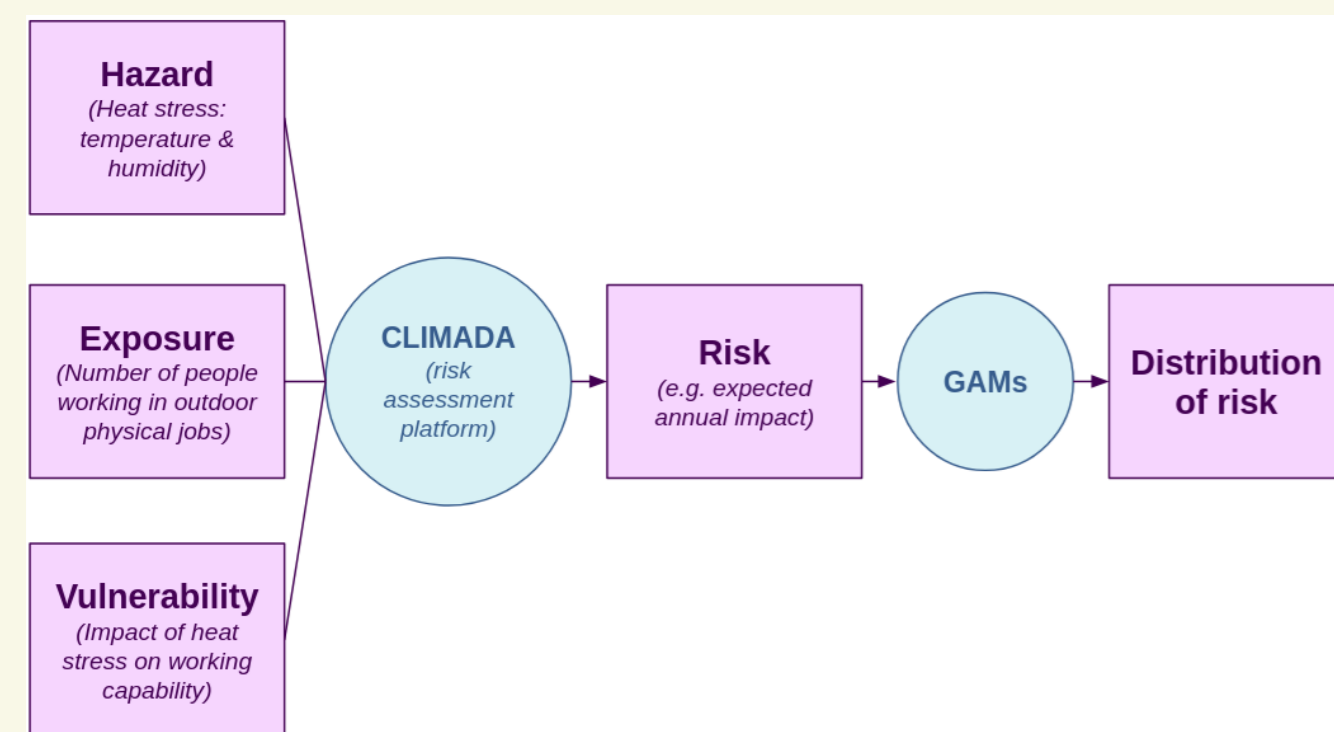 Hazard
(Heat stress:
temperature &
humidity)
Exposure
(Number of people
working in outdoor
physical jobs)
Vulnerability
(Impact of heat
stress on working
capability)
CLIMADA
(risk
assessment
platform)
Risk
(e.g. expected
annual impact)
GAMs
Distribution
of risk